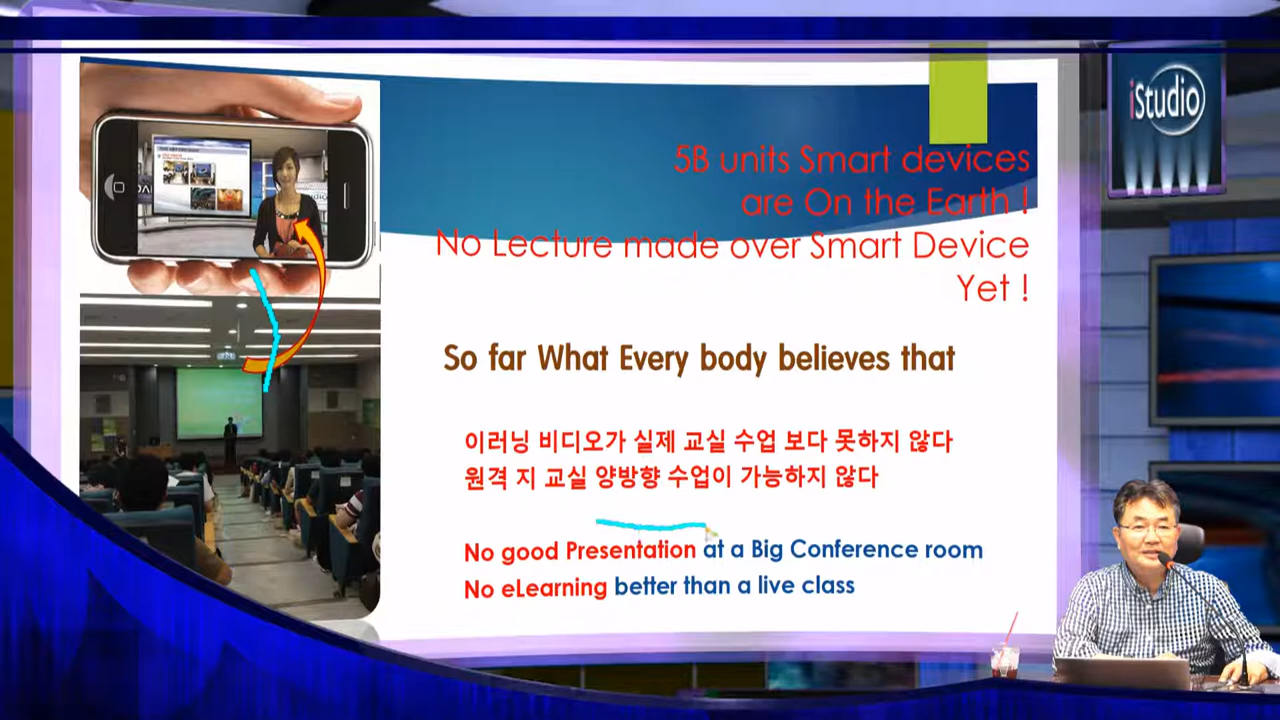 iStudio
5B units Smart devices
are On the Earth !
No Lecture made over Smart Device
Yet !
So far What Every body believes that
이러닝 비디오가 실제 교실 수업 보다 못하지 않다
원격 지 교실 양방향 수업이 가능하지 않다
No good Presentation at a Big Conference room
No eLearning better than a live class